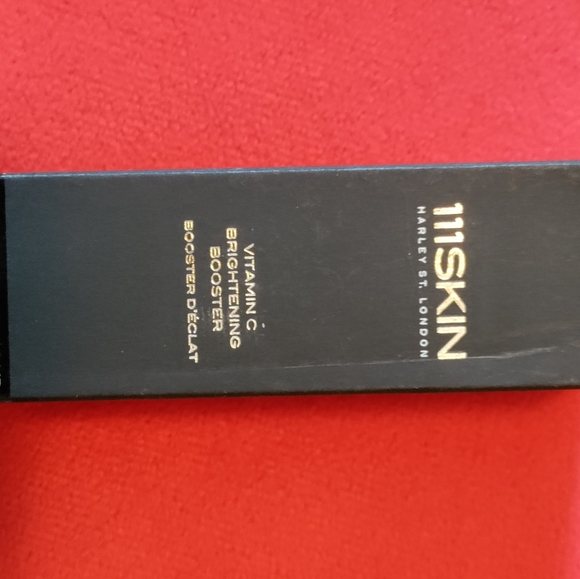 111SKIN
HARLEY ST. LONDON
VITAMIN C
BRIGHTENING
BOOSTER
BOOSTER D'ÉCLAT